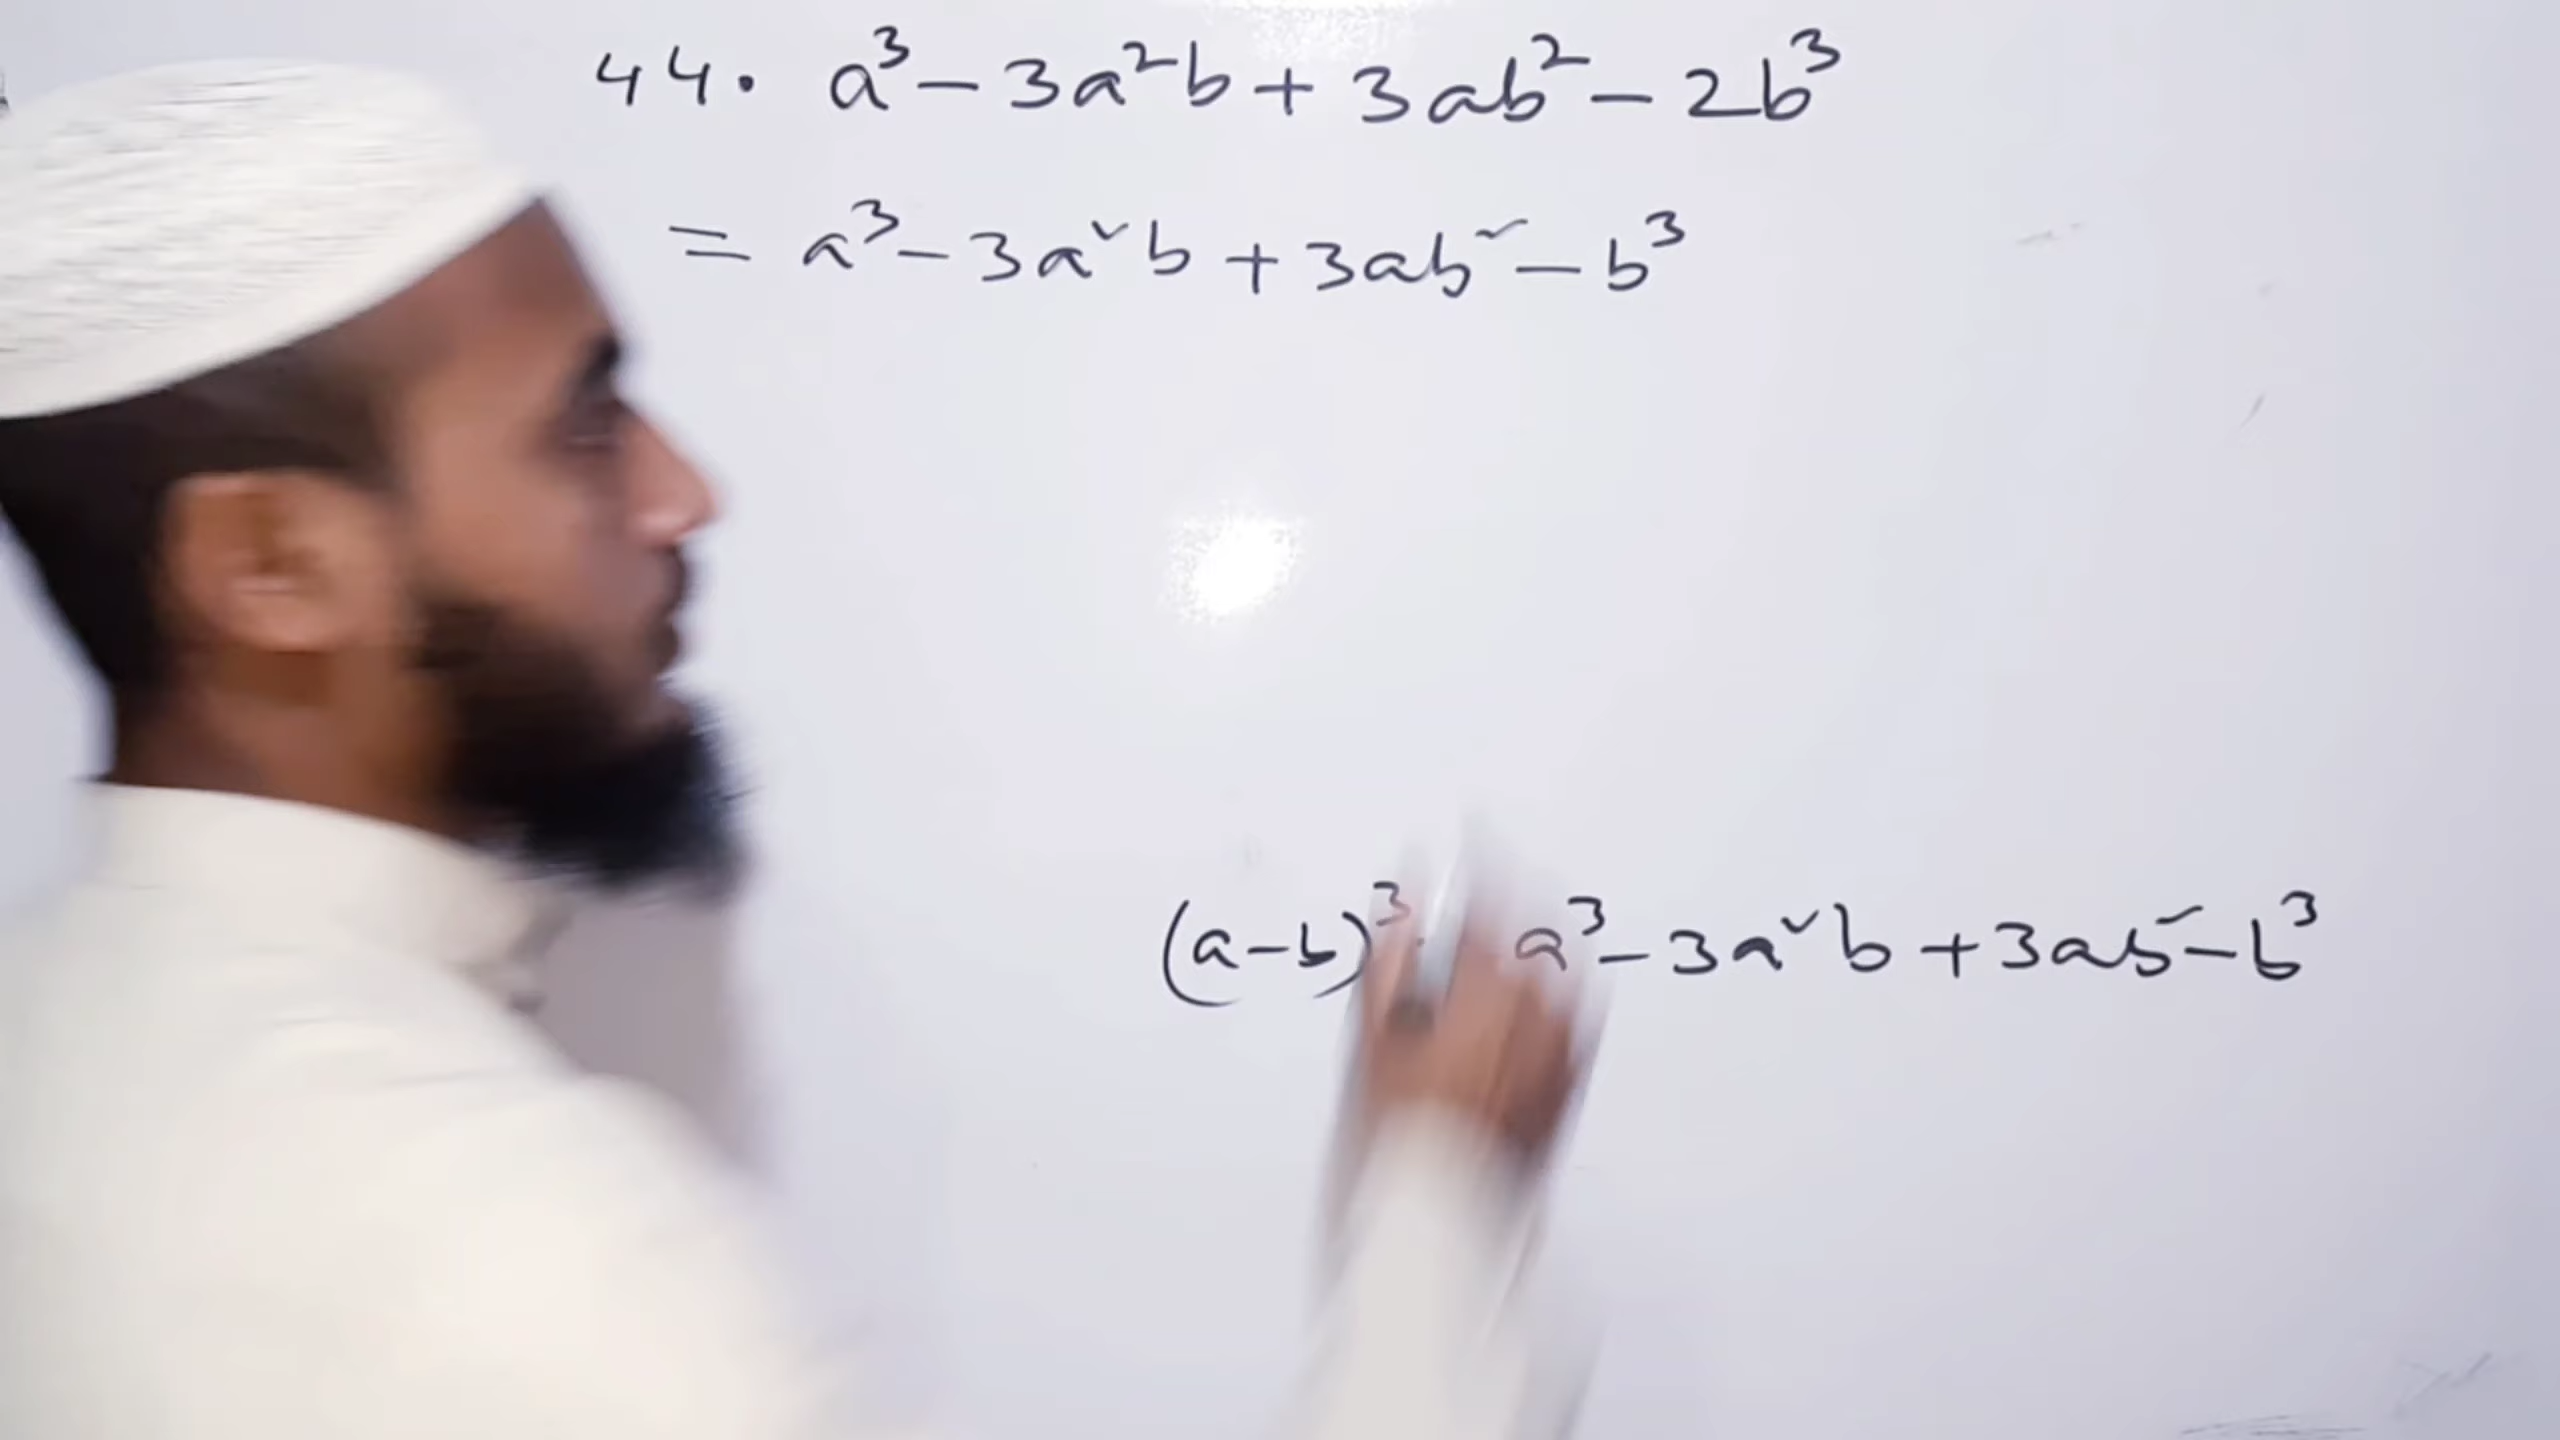 44. a³ - 3a²b + 3ab² - 2b³
= a³ - 3a²b + 3ab² - b³
(a-b)³ a³ - 3a²b + 3ab² - b³